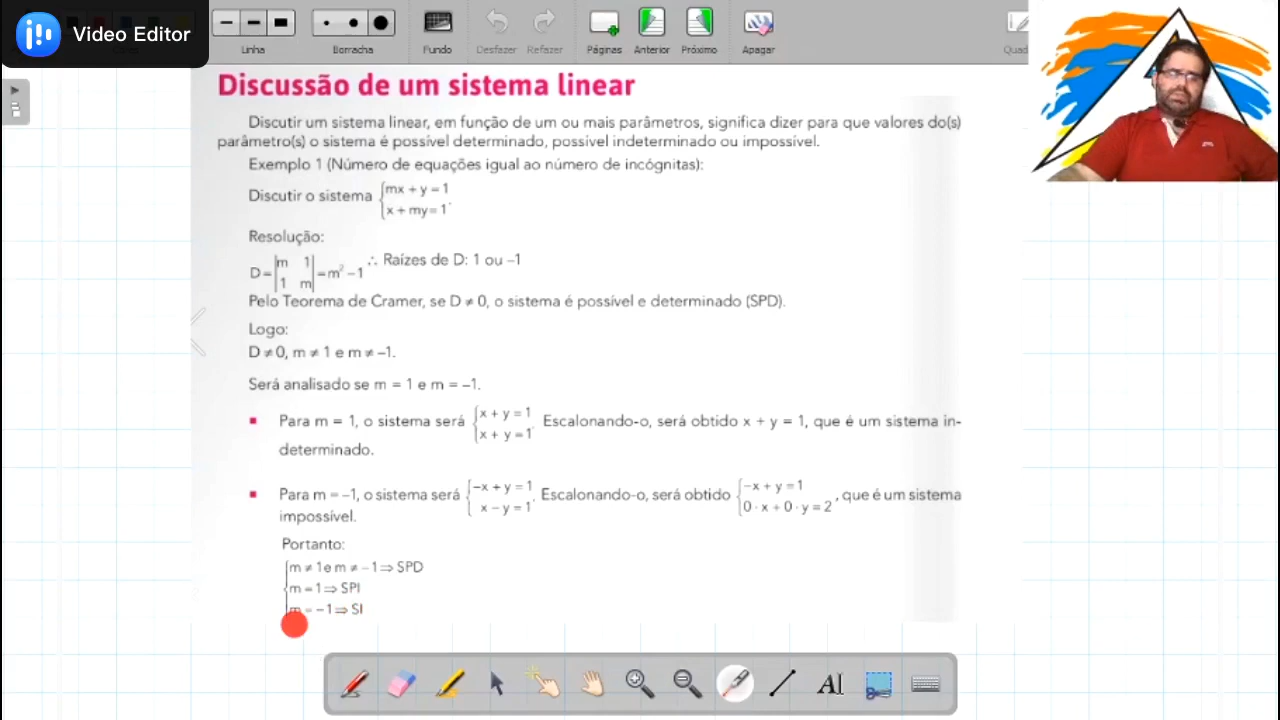 Video Editor
Linha
Borracha
Fundo
Desfazer
Refazer
Páginas
Anterior
Próximo
Apagar
Quad
Discussão de um sistema linear
Discutir um sistema linear, em função de um ou mais parâmetros, significa dizer para que valores do(s)
parâmetro(s) o sistema é possível determinado, possível indeterminado ou impossível.
Exemplo 1 (Número de equações igual ao número de incógnitas):
Discutir o sistema { mx + y = 1
x + my = 1 .
Resolução:
D = | m 1 | = m² – 1 ∴ Raízes de D: 1 ou –1
| 1 m |
Pelo Teorema de Cramer, se D ≠ 0, o sistema é possível e determinado (SPD).
Logo:
D ≠ 0, m ≠ 1 e m ≠ –1.
Será analisado se m = 1 e m = –1.
▪ Para m = 1, o sistema será { x + y = 1 . Escalonando-o, será obtido x + y = 1, que é um sistema in-
x + y = 1
determinado.
▪ Para m = –1, o sistema será { –x + y = 1 . Escalonando-o, será obtido { –x + y = 1 , que é um sistema
x – y = 1 0 · x + 0 · y = 2
impossível.
Portanto:
m ≠ 1 e m ≠ –1 ⇒ SPD
m = 1 ⇒ SPI
m = –1 ⇒ SI
AI